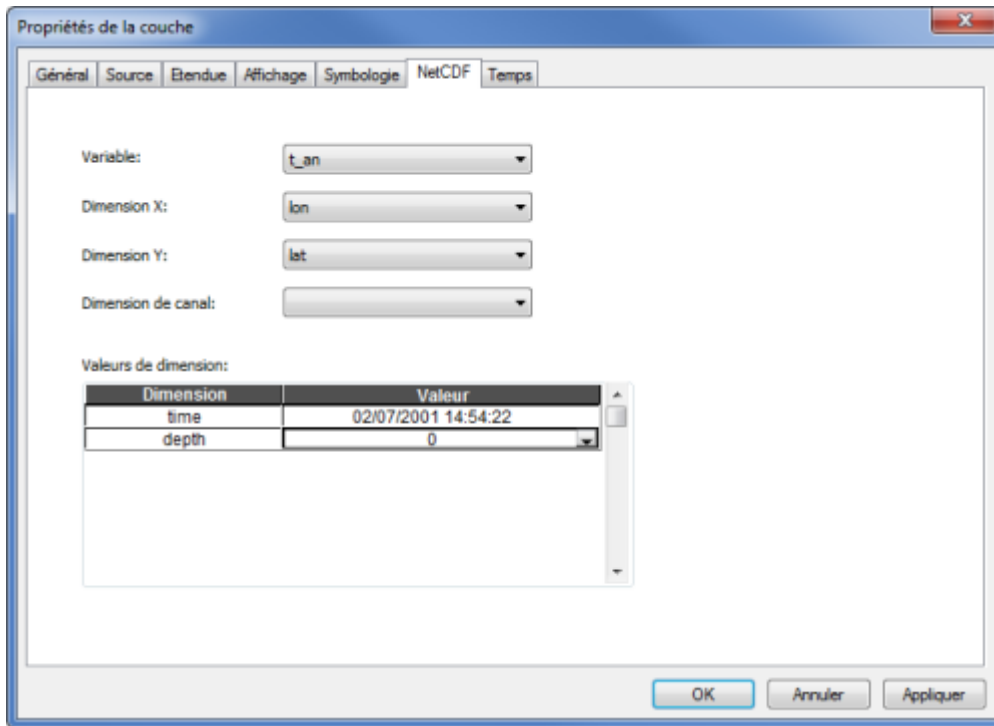 Propriétés de la couche
Général Source Etendue Affichage Symbologie NetCDF Temps
Variable: t_an
Dimension X: lon
Dimension Y: lat
Dimension de canal:
Valeurs de dimension:
Dimension Valeur
time 02/07/2001 14:54:22
depth 0
OK Annuler Appliquer